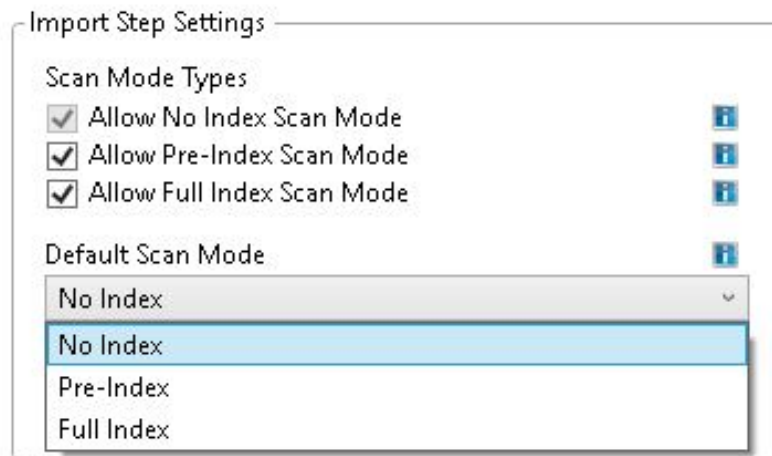 Import Step Settings
Scan Mode Types
Allow No Index Scan Mode
Allow Pre-Index Scan Mode
Allow Full Index Scan Mode
Default Scan Mode
No Index
No Index
Pre-Index
Full Index